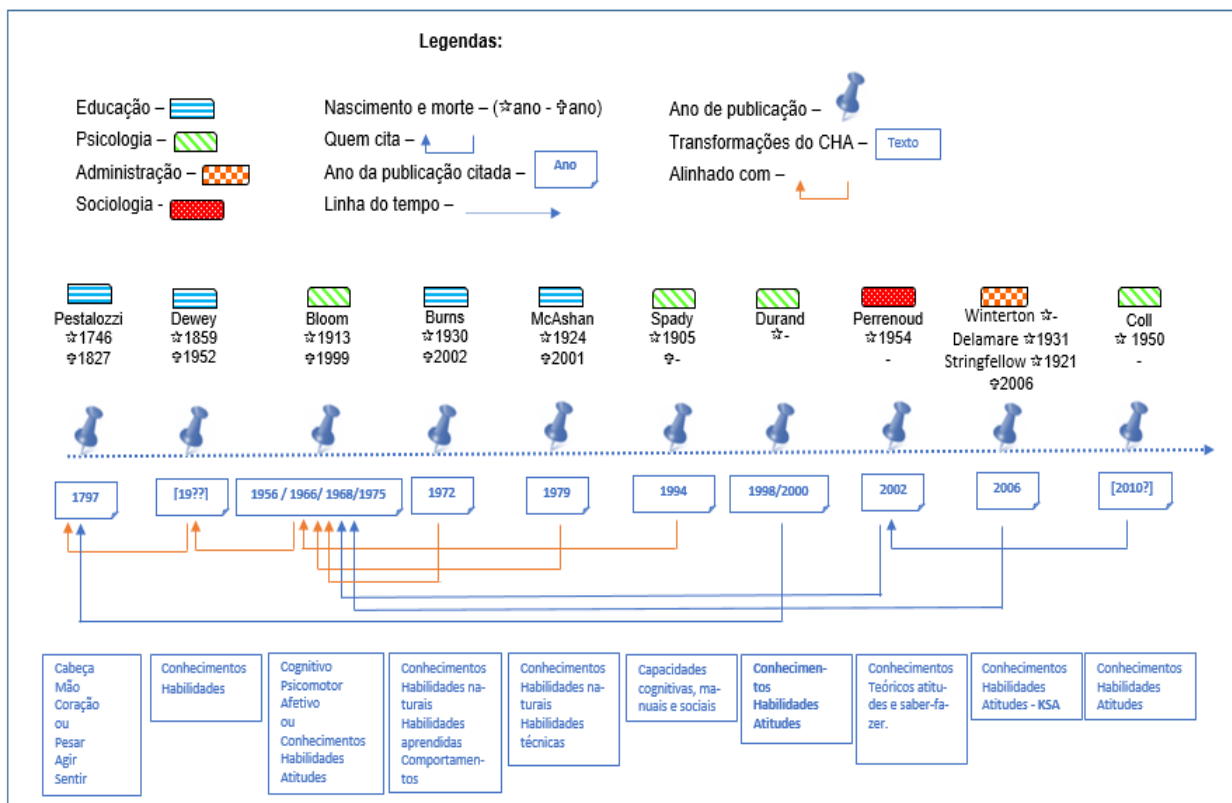 Legendas:
Educação –
Psicologia –
Administração –
Sociologia -
Nascimento e morte – (☆ano - ✞ano)
Quem cita –
Ano da publicação citada –
Ano
Linha do tempo –
Ano de publicação –
Transformações do CHA –
Texto
Alinhado com –
Pestalozzi
☆1746
✞1827
Dewey
☆1859
✞1952
Bloom
☆1913
✞1999
Burns
☆1930
✞2002
McAshan
☆1924
✞2001
Spady
☆1905
✞-
Durand
☆-
Perrenoud
☆1954
-
Winterton ☆-
Delamare ☆1931
Stringfellow ☆1921
✞2006
Coll
☆ 1950
-
1797
[19??]
1956 / 1966/ 1968/1975
1972
1979
1994
1998/2000
2002
2006
[2010?]
Cabeça
Mão
Coração
ou
Pesar
Agir
Sentir
Conhecimentos
Habilidades
Cognitivo
Psicomotor
Afetivo
ou
Conhecimentos
Habilidades
Atitudes
Conhecimentos
Habilidades na-
turais
Habilidades
aprendidas
Comportamen-
tos
Conhecimentos
Habilidades na-
turais
Habilidades
técnicas
Capacidades
cognitivas, ma-
nuais e sociais
Conhecimen-
tos
Habilidades
Atitudes
Conhecimentos
Teóricos atitu-
des e saber-fa-
zer.
Conhecimentos
Habilidades
Atitudes - KSA
Conhecimentos
Habilidades
Atitudes